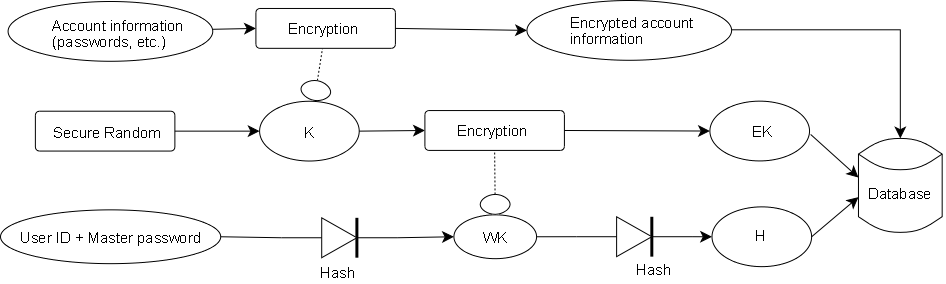 Account information
(passwords, etc.)
Encryption
Encrypted account
information
Secure Random
K
Encryption
EK
Database
User ID + Master password
Hash
WK
Hash
H